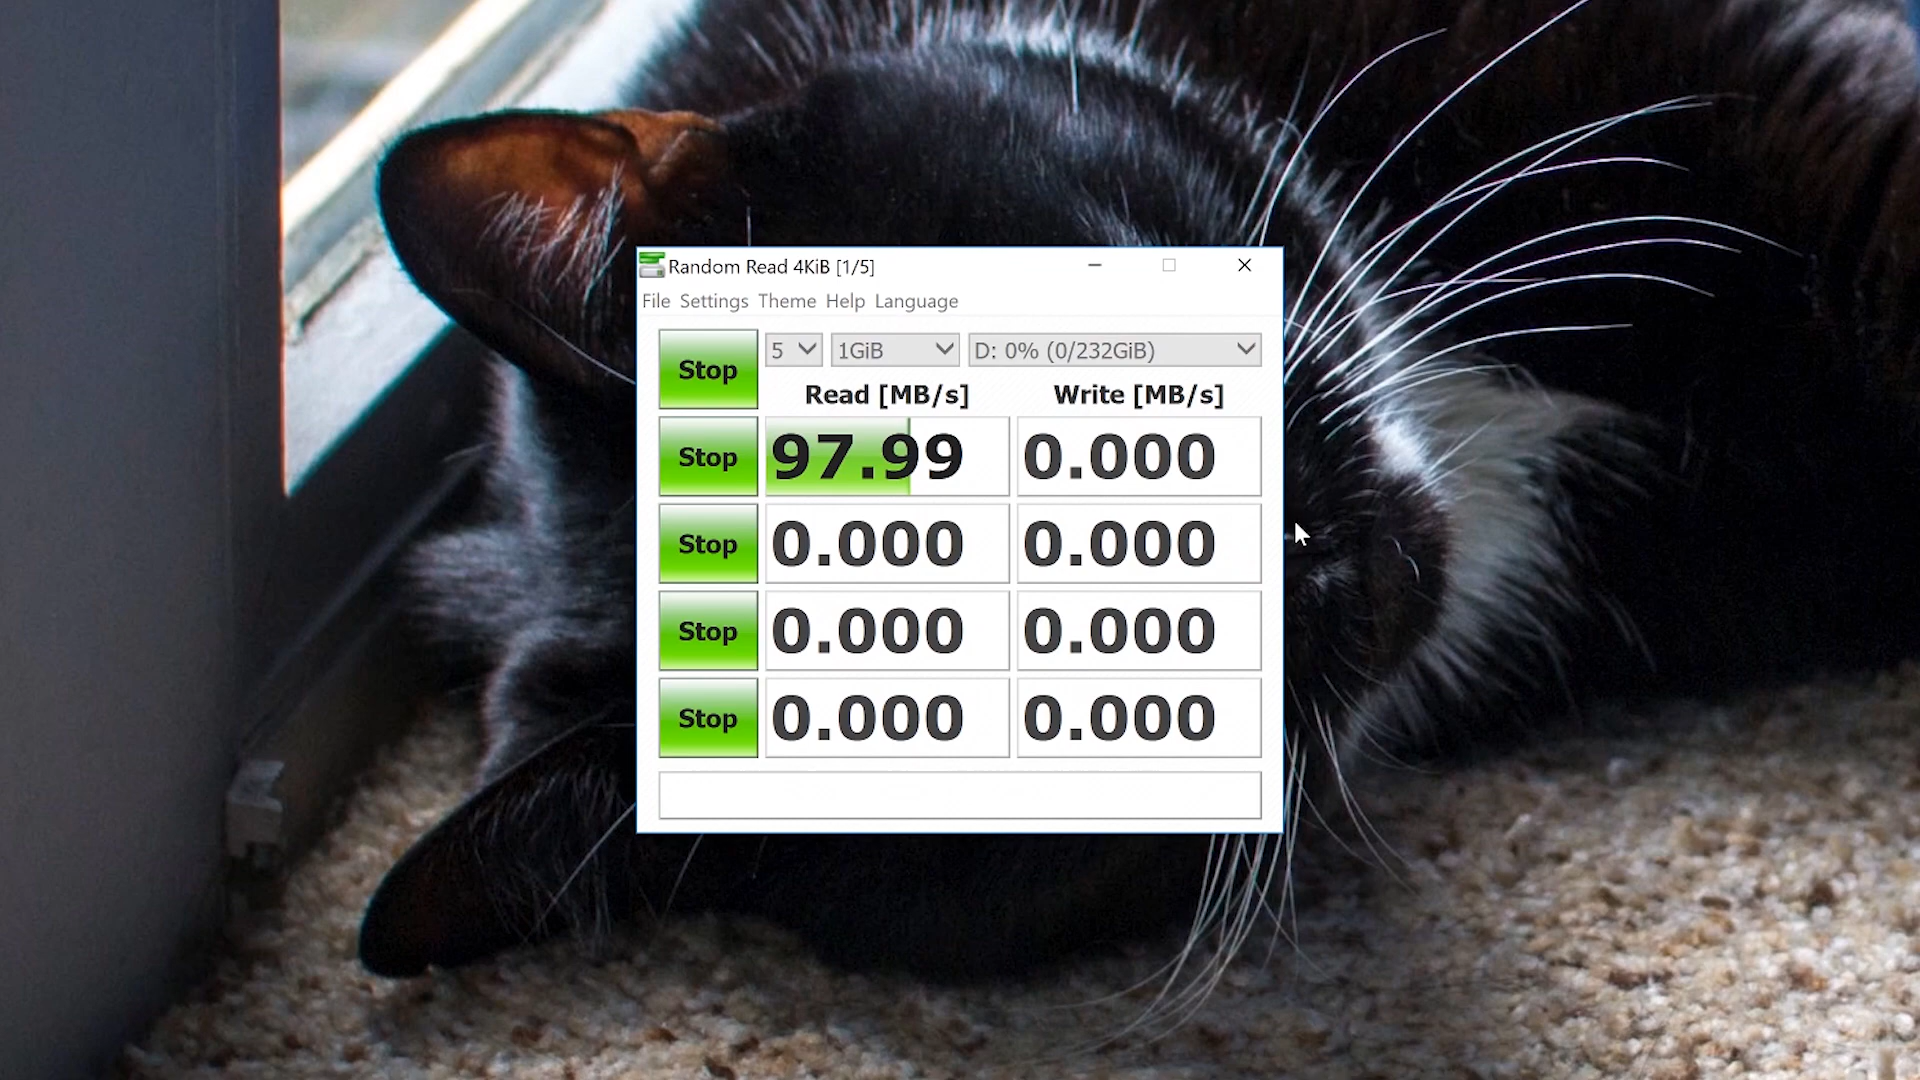 Random Read 4KiB [1/5]
File Settings Theme Help Language
Stop 5 1GiB D: 0% (0/232GiB)
Read [MB/s] Write [MB/s]
Stop 97.99 0.000
Stop 0.000 0.000
Stop 0.000 0.000
Stop 0.000 0.000